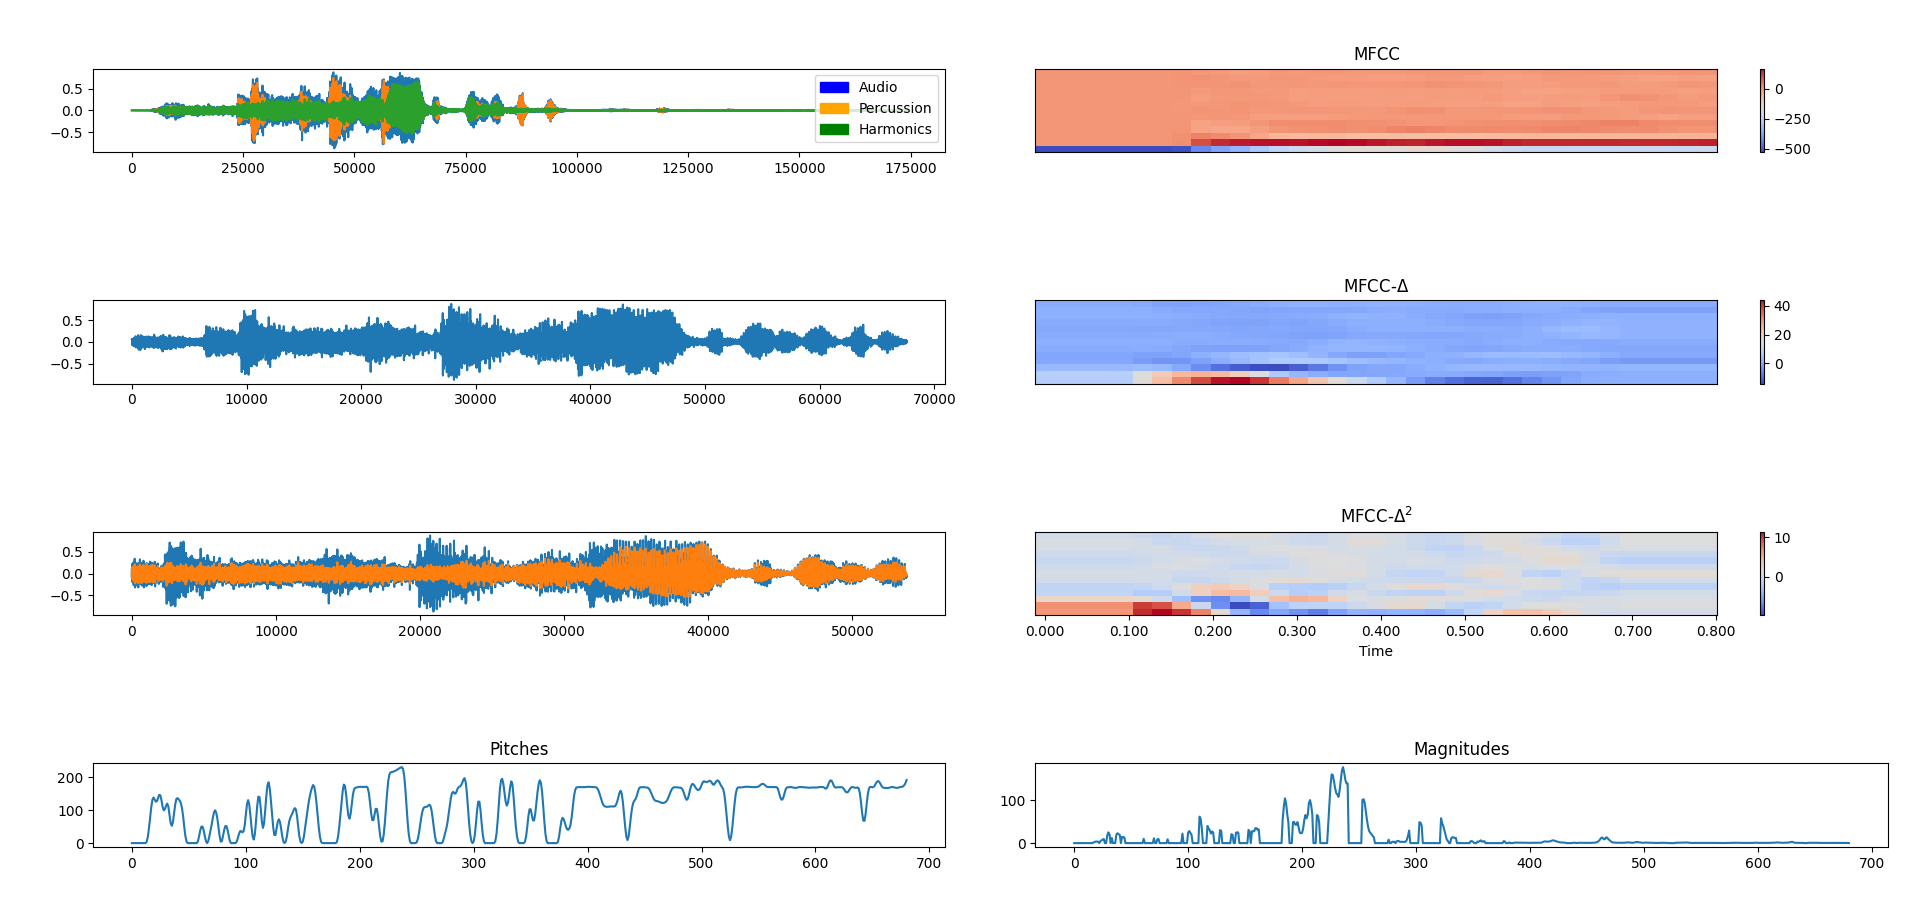 MFCC
0.5
0.0
−0.5
Audio
Percussion
Harmonics
0
−250
−500
0 25000 50000 75000 100000 125000 150000 175000
MFCC-Δ
0.5
0.0
−0.5
40
20
0
0 10000 20000 30000 40000 50000 60000 70000
MFCC-Δ²
0.5
0.0
−0.5
10
0
0 10000 20000 30000 40000 50000
0.000 0.100 0.200 0.300 0.400 0.500 0.600 0.700 0.800
Time
Pitches
200
100
0
0 100 200 300 400 500 600 700
Magnitudes
100
0
0 100 200 300 400 500 600 700